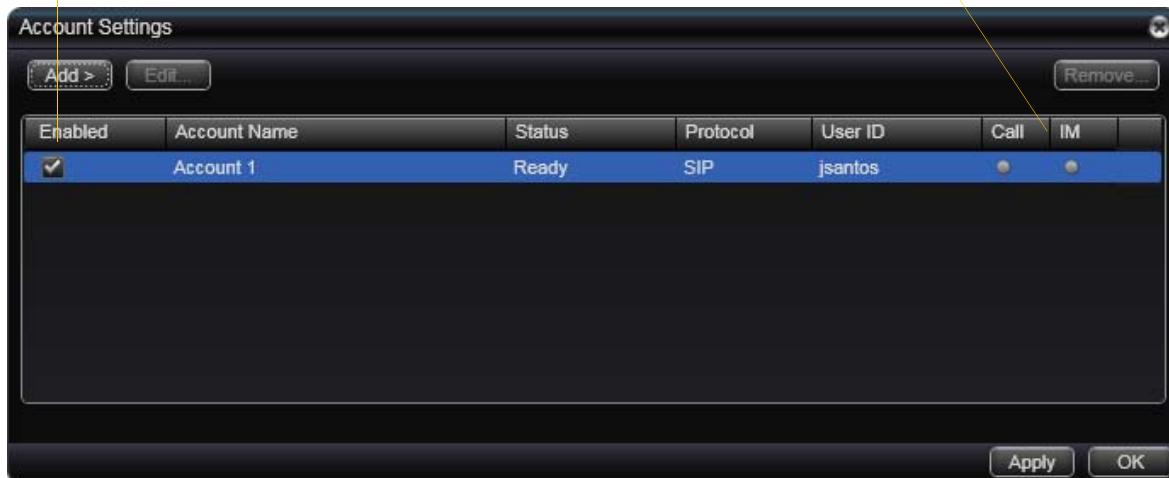 Account Settings
Add > Edit... Remove...
Enabled Account Name Status Protocol User ID Call IM
Account 1 Ready SIP jsantos
Apply OK